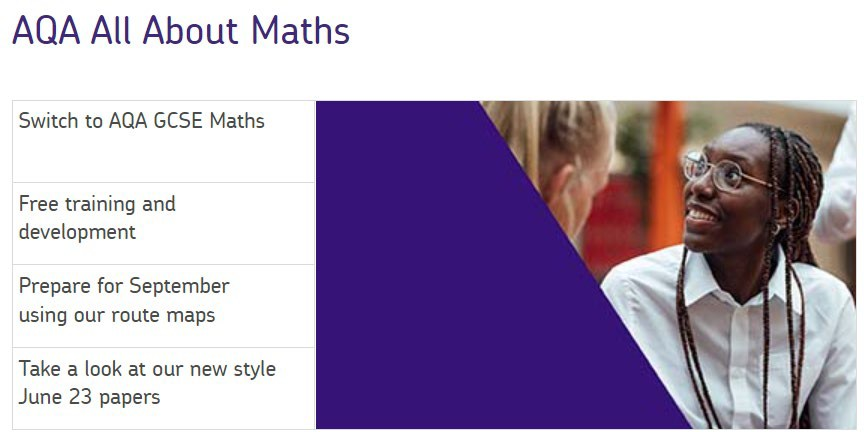 AQA All About Maths
Switch to AQA GCSE Maths
Free training and
development
Prepare for September
using our route maps
Take a look at our new style
June 23 papers